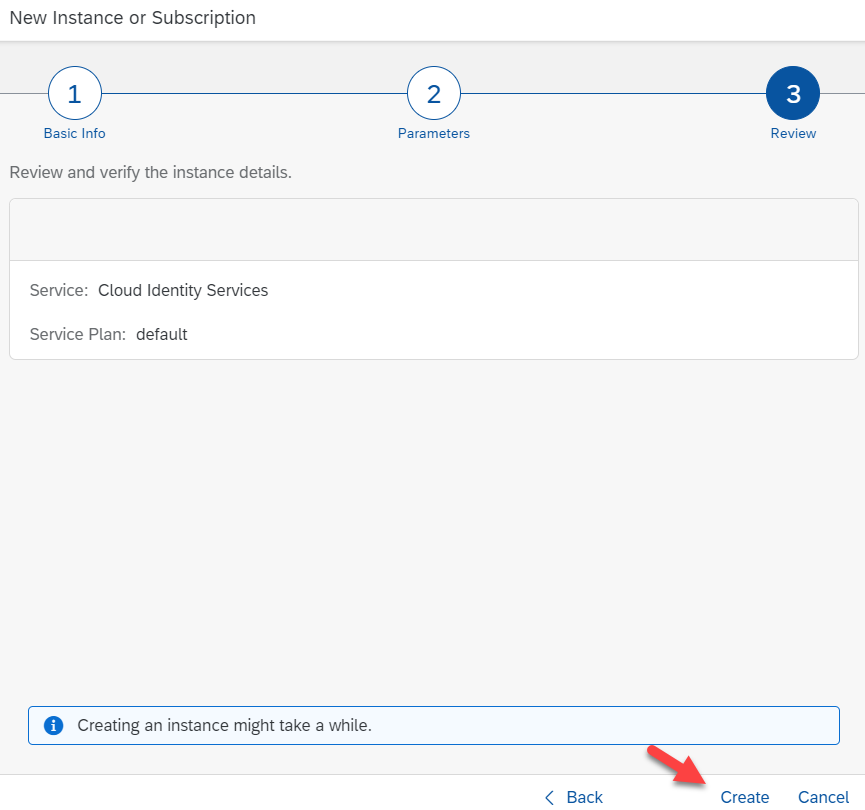 New Instance or Subscription
1
2
3
Basic Info
Parameters
Review
Review and verify the instance details.
Service: Cloud Identity Services
Service Plan: default
Creating an instance might take a while.
Back
Create
Cancel